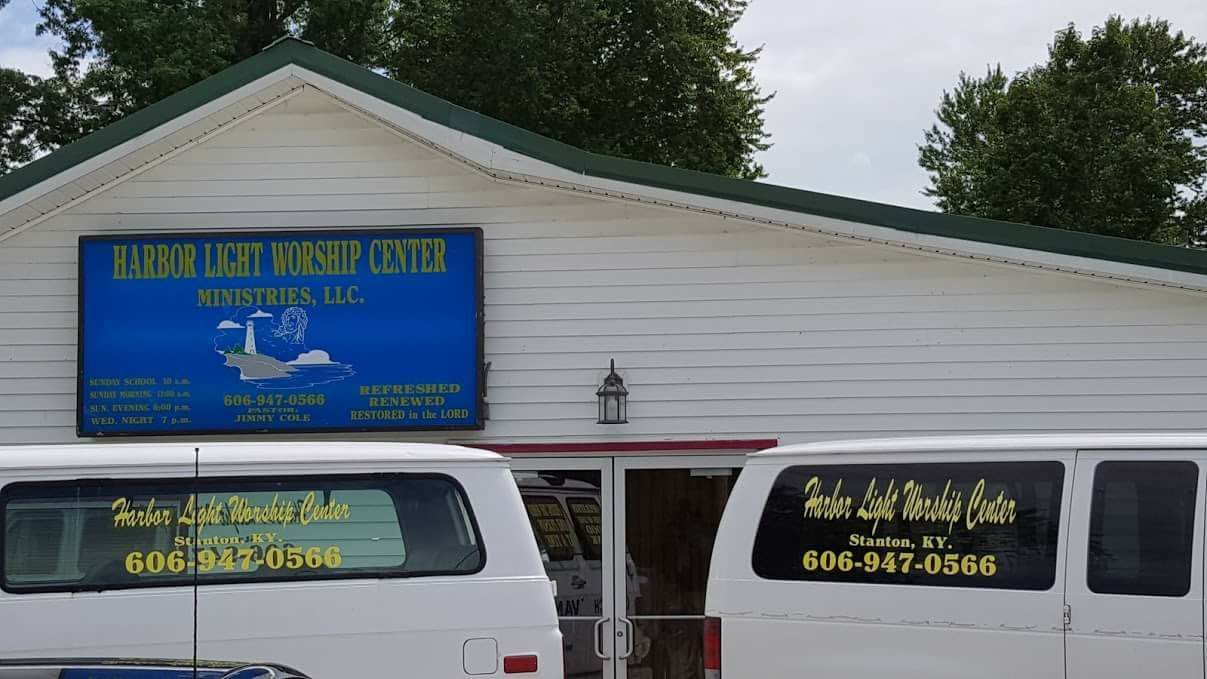 HARBOR LIGHT WORSHIP CENTER
MINISTRIES, LLC.
SUNDAY SCHOOL 10 a.m.
SUNDAY MORNING 11:00 a.m.
SUN. EVENING 6:00 p.m.
WED. NIGHT 7 p.m.
606-947-0566
PASTOR,
JIMMY COLE
REFRESHED
RENEWED
RESTORED in the LORD
Harbor Light Worship Center
Stanton, KY.
606-947-0566
Harbor Light Worship Center
Stanton, KY.
606-947-0566